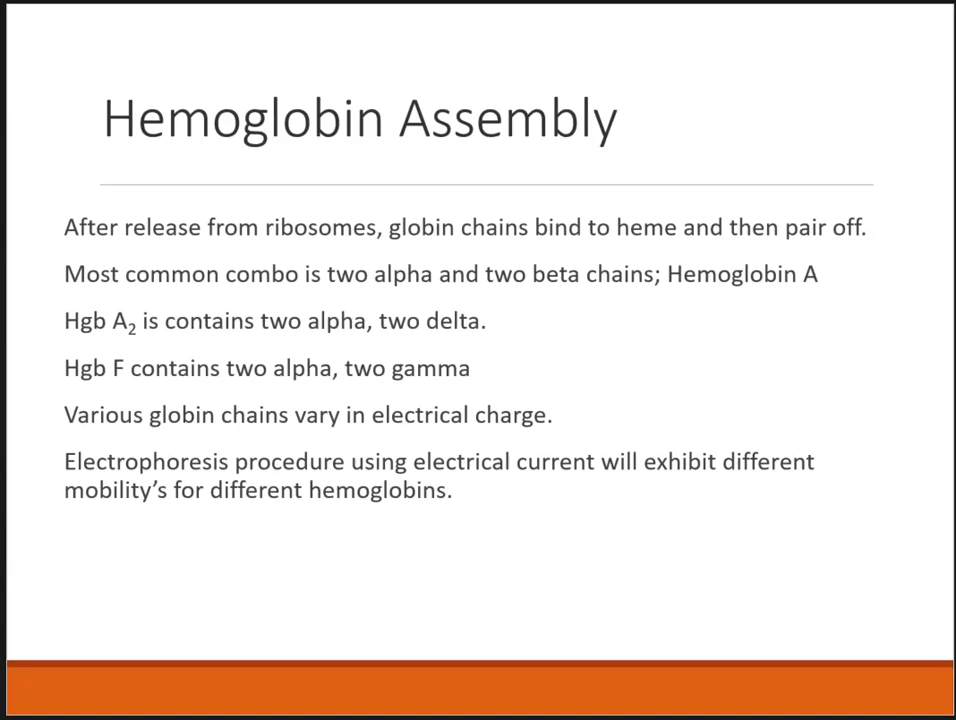 Hemoglobin Assembly
After release from ribosomes, globin chains bind to heme and then pair off.
Most common combo is two alpha and two beta chains; Hemoglobin A
Hgb A₂ is contains two alpha, two delta.
Hgb F contains two alpha, two gamma
Various globin chains vary in electrical charge.
Electrophoresis procedure using electrical current will exhibit different
mobility’s for different hemoglobins.